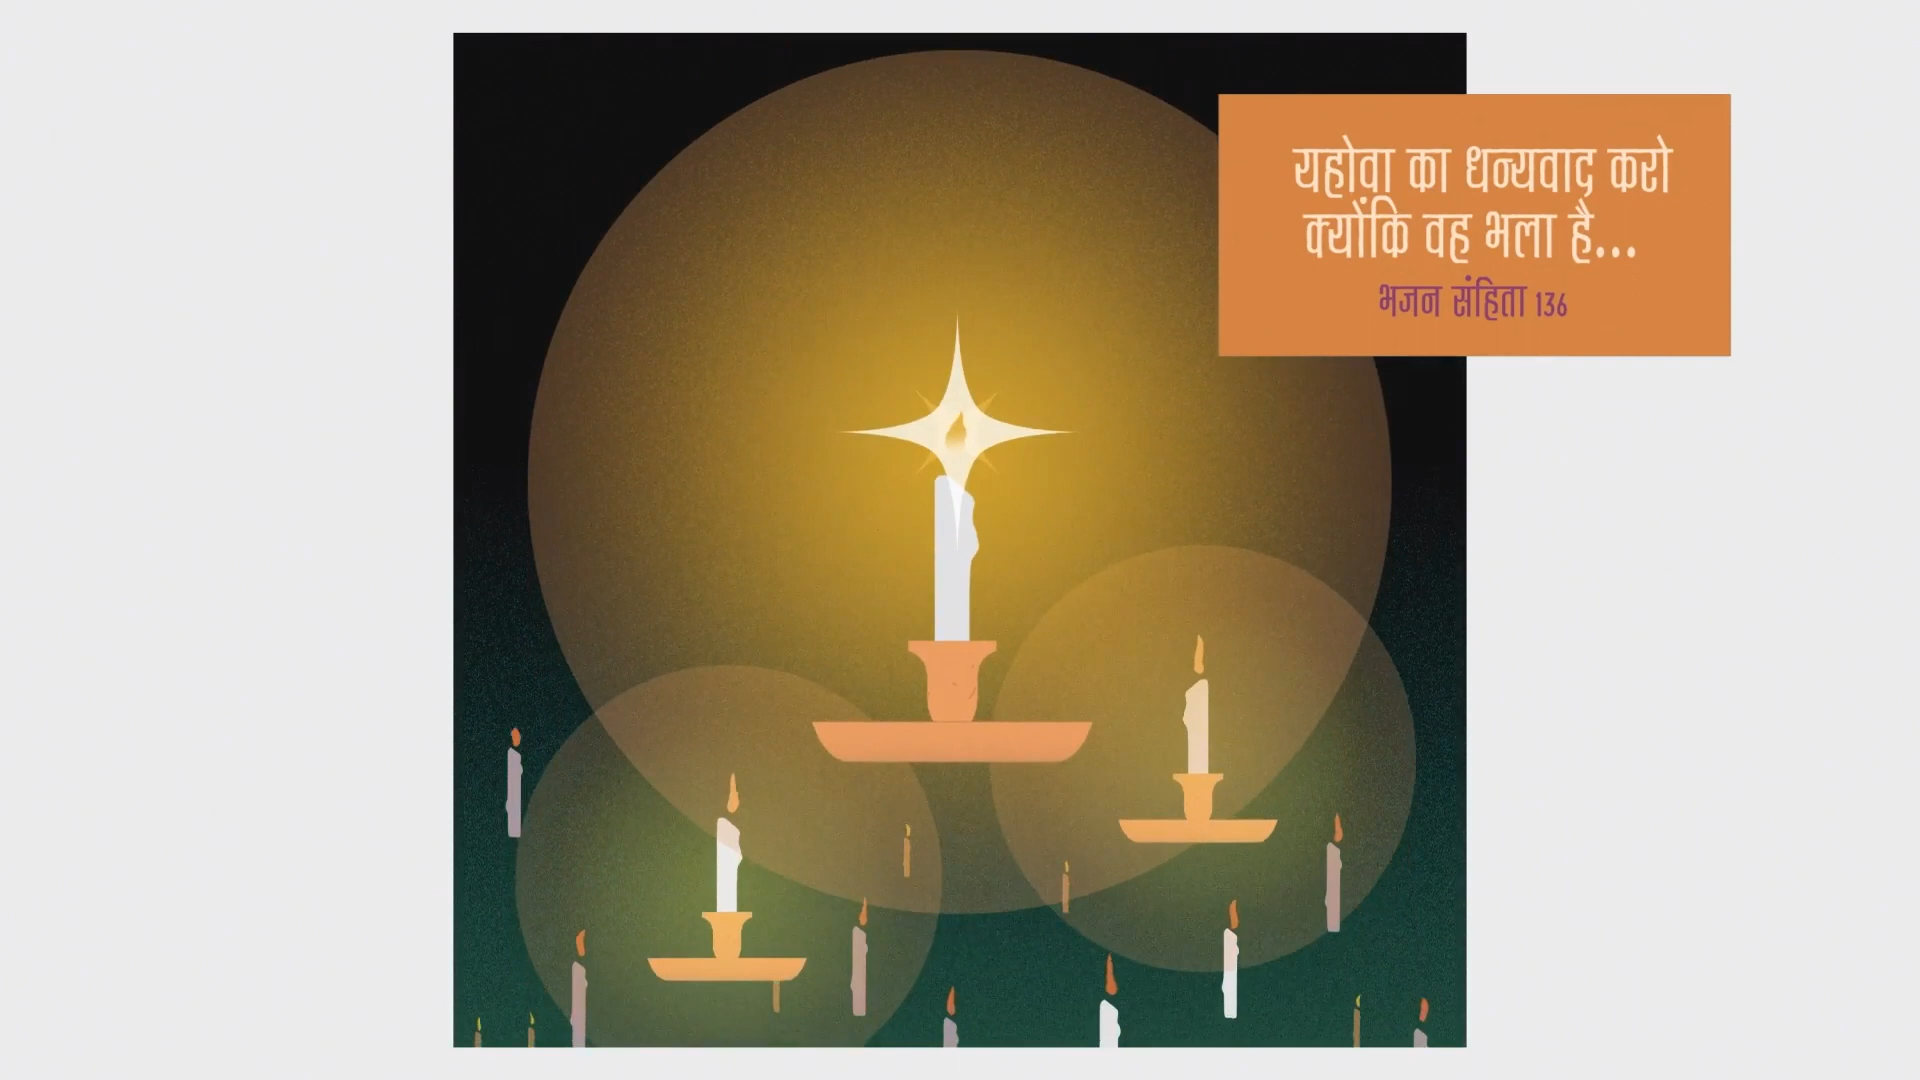 यहोवा का धन्यवाद करो
क्योंकि वह भला है...
भजन संहिता 136